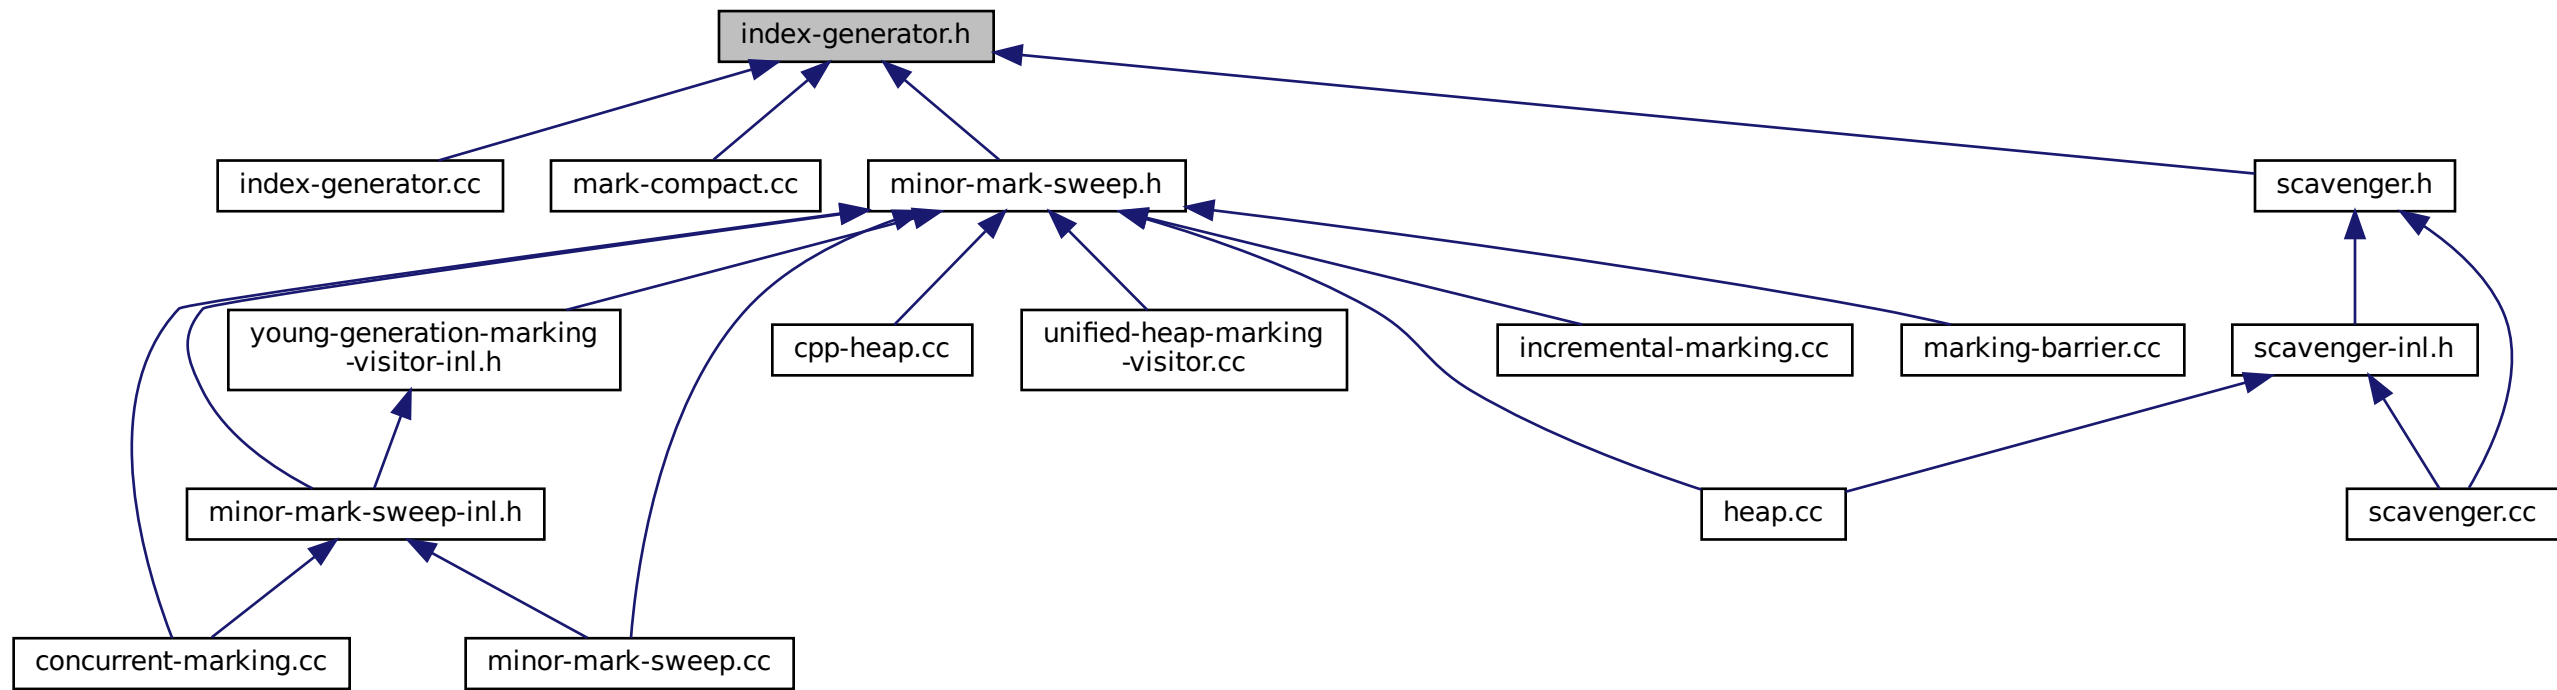 index-generator.h
index-generator.cc
mark-compact.cc
minor-mark-sweep.h
scavenger.h
young-generation-marking
-visitor-inl.h
cpp-heap.cc
unified-heap-marking
-visitor.cc
incremental-marking.cc
marking-barrier.cc
scavenger-inl.h
minor-mark-sweep-inl.h
heap.cc
scavenger.cc
concurrent-marking.cc
minor-mark-sweep.cc